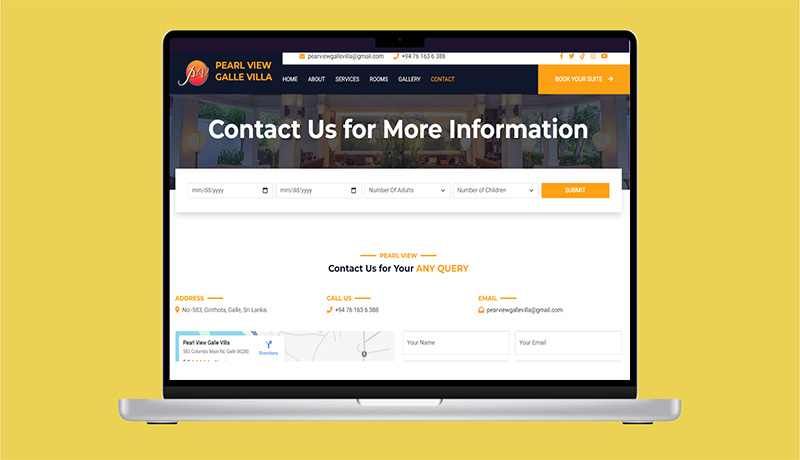 pearviewgallevilla@gmail.com +94 76 163 6 388
PV
PEARL VIEW
GALLE VILLA
HOME ABOUT SERVICES ROOMS GALLERY CONTACT
BOOK YOUR SUITE →
Contact Us for More Information
mm/dd/yyyy mm/dd/yyyy Number Of Adults Number of Children SUBMIT
PEARL VIEW
Contact Us for Your ANY QUERY
ADDRESS CALL US EMAIL
No:-583, Ginthota, Galle, Sri Lanka. +94 76 163 6 388 pearviewgallevilla@gmail.com
Pearl View Galle Villa
583 Colombo Main Rd, Galle 80280
Directions
Your Name Your Email